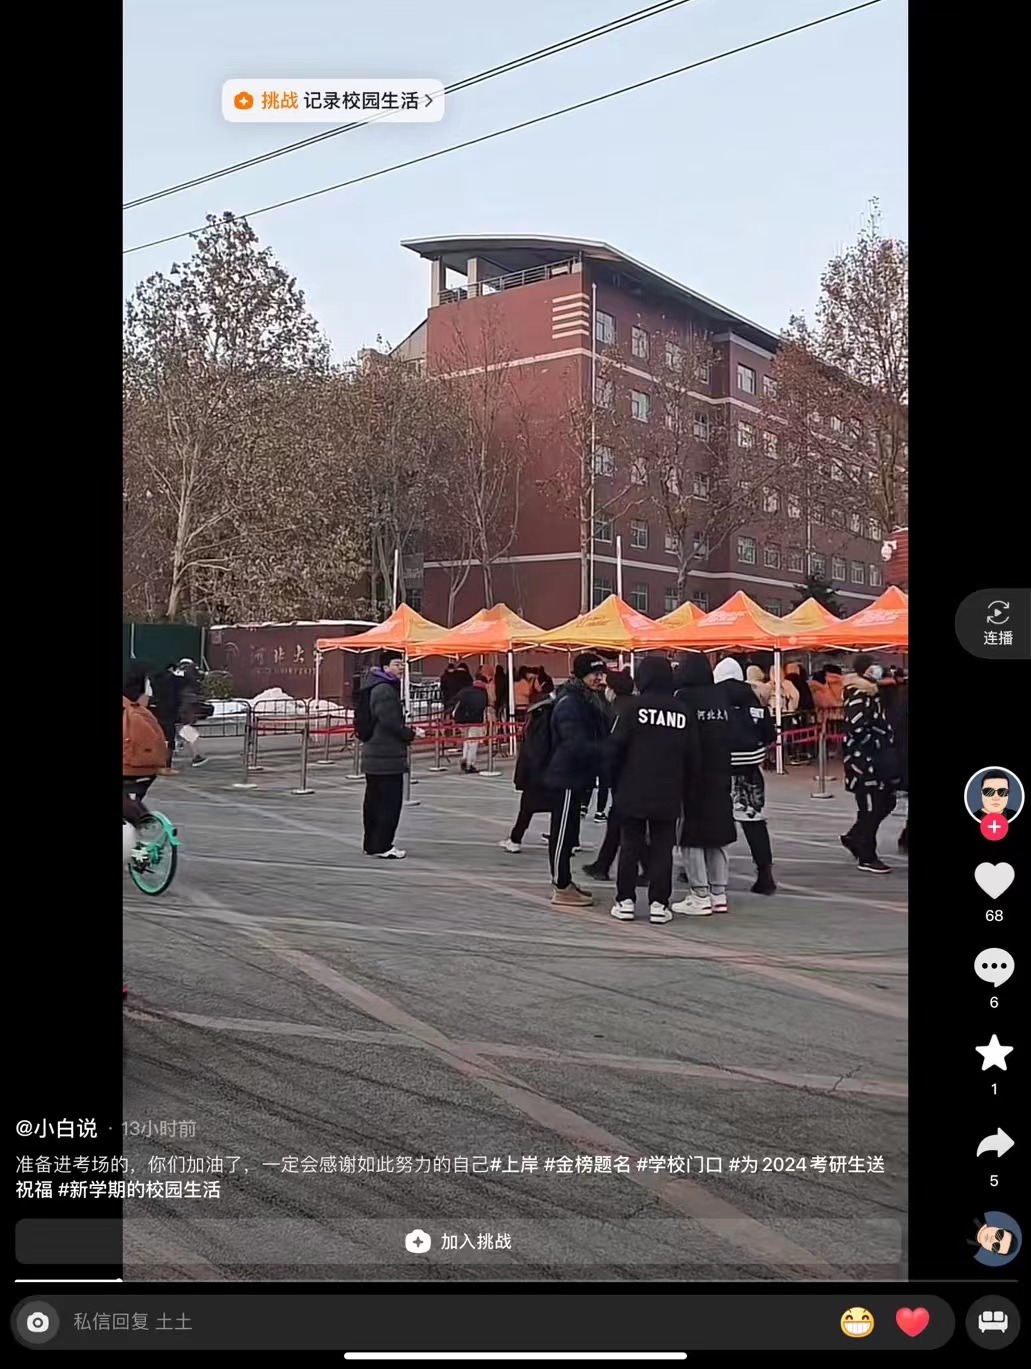 挑战 记录校园生活
河北大
STAND
河北大
连播
68
6
1
5
@小白说 · 13小时前
准备进考场的，你们加油了，一定会感谢如此努力的自己#上岸 #金榜题名 #学校门口 #为2024考研生送
祝福 #新学期的校园生活
加入挑战
私信回复 土土